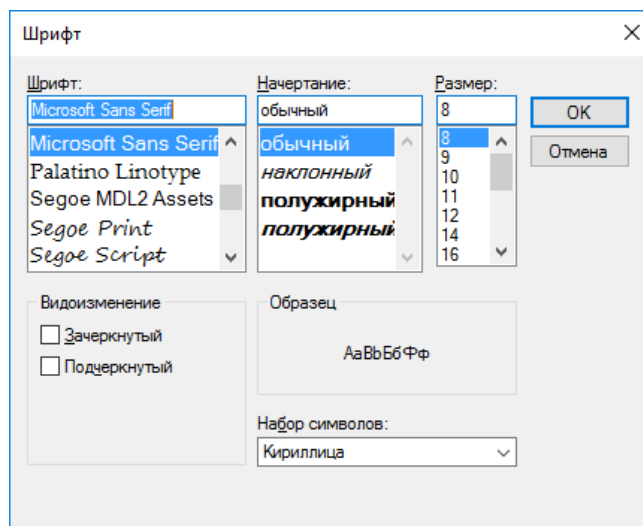 Шрифт
Шрифт:
Microsoft Sans Serif
Microsoft Sans Serif
Palatino Linotype
Segoe MDL2 Assets
Segoe Print
Segoe Script
Начертание:
обычный
обычный
наклонный
полужирный
полужирный
Размер:
8
8
9
10
11
12
14
16
OK
Отмена
Видоизменение
Зачеркнутый
Подчеркнутый
Образец
АаВbБбФф
Набор символов:
Кириллица